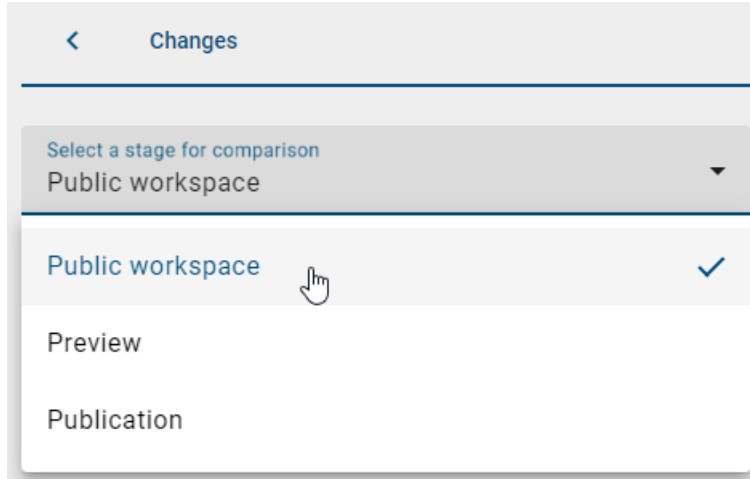 Changes
Select a stage for comparison
Public workspace
Public workspace
Preview
Publication